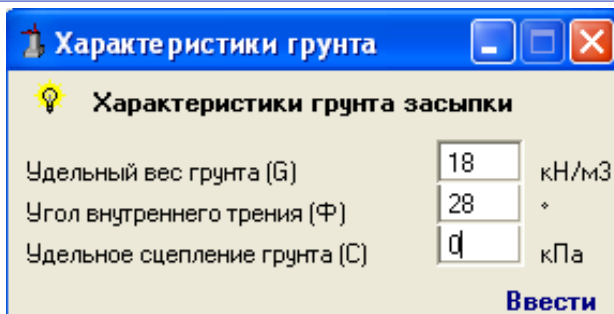 Характеристики грунта
Характеристики грунта засыпки
Удельный вес грунта (G) 18 кН/м3
Угол внутреннего трения (Ф) 28 °
Удельное сцепление грунта (C) 0 кПа
Ввести